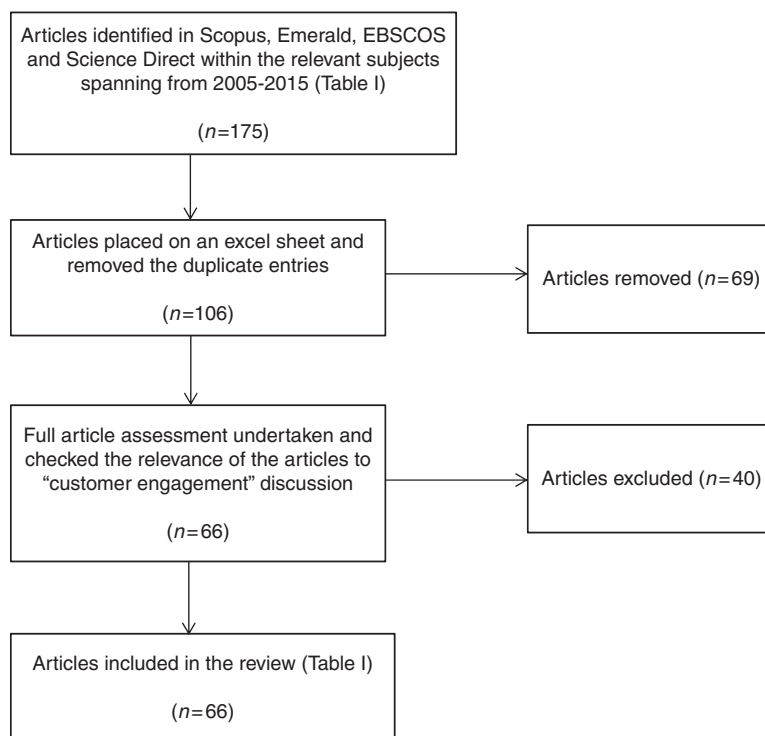 Articles identified in Scopus, Emerald, EBSCOS
and Science Direct within the relevant subjects
spanning from 2005-2015 (Table I)
(n=175)
Articles placed on an excel sheet and
removed the duplicate entries
(n=106)
Articles removed (n=69)
Full article assessment undertaken and
checked the relevance of the articles to
“customer engagement” discussion
(n=66)
Articles excluded (n=40)
Articles included in the review (Table I)
(n=66)